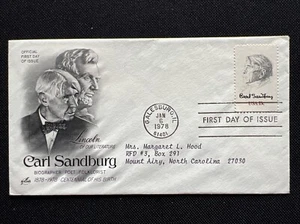 OFFICIAL
FIRST DAY OF
ISSUE
Lincoln
OF OUR LITERATURE
Carl Sandburg
BIOGRAPHER · POET · FOLKLORIST
1878-1978 CENTENNIAL OF HIS BIRTH
GALESBURG, IL
JAN
6
1978
61401
Carl Sandburg
USA 13c
FIRST DAY OF ISSUE
Mrs. Margaret L. Hood
RFD #3, Box 291
Mount Airy, North Carolina 27030